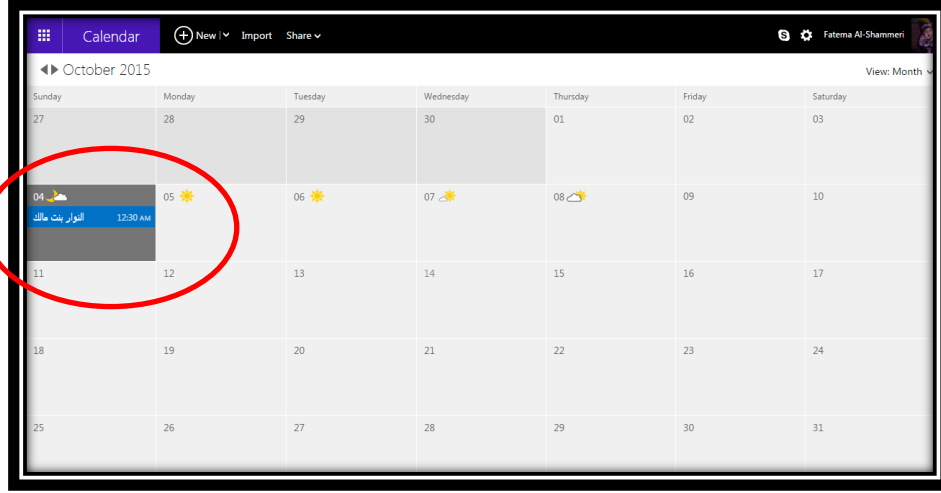 Calendar New Import Share Fatema Al-Shammeri
October 2015 View: Month
Sunday Monday Tuesday Wednesday Thursday Friday Saturday
27 28 29 30 01 02 03
04 05 06 07 08 09 10
النوار بنت مالك 12:30 AM
11 12 13 14 15 16 17
18 19 20 21 22 23 24
25 26 27 28 29 30 31